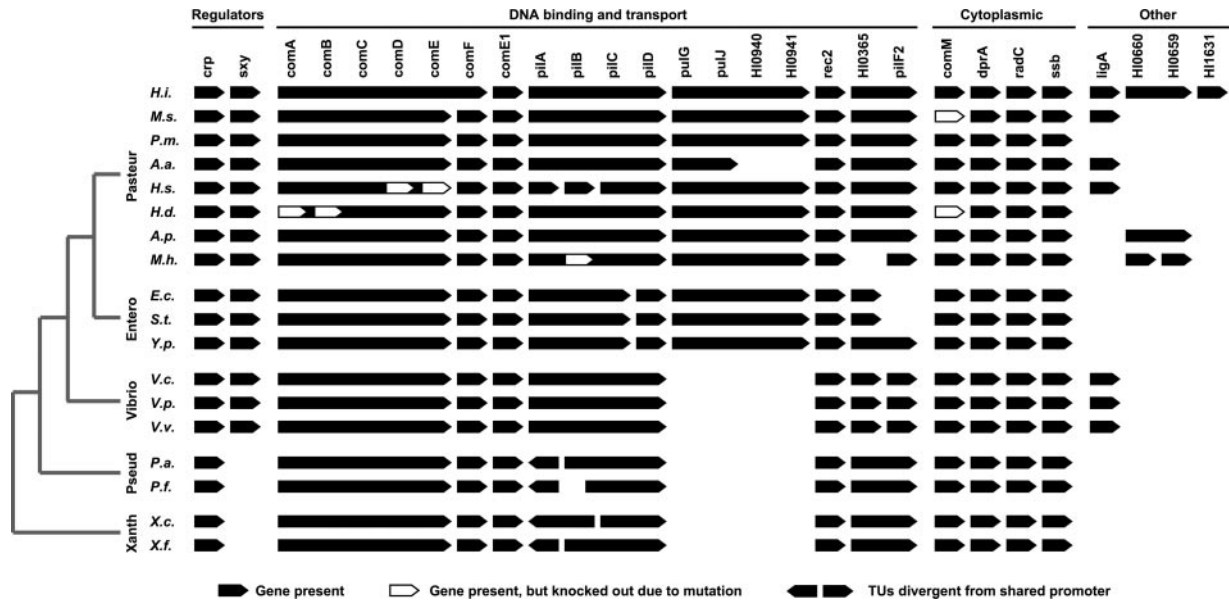 Regulators DNA binding and transport Cytoplasmic Other
crp sxy comA comB comC comD comE comF comE1 pilA pilB pilC pilD pulG pulJ HI0940 HI0941 rec2 HI0365 pilF2 comM dprA radC ssb ligA HI0660 HI0659 HI1631
Pasteur
H.i.
M.s.
P.m.
A.a.
H.s.
H.d.
A.p.
M.h.
Entero
E.c.
S.t.
Y.p.
Vibrio
V.c.
V.p.
V.v.
Pseud
P.a.
P.f.
Xanth
X.c.
X.f.
Gene present Gene present, but knocked out due to mutation TUs divergent from shared promoter